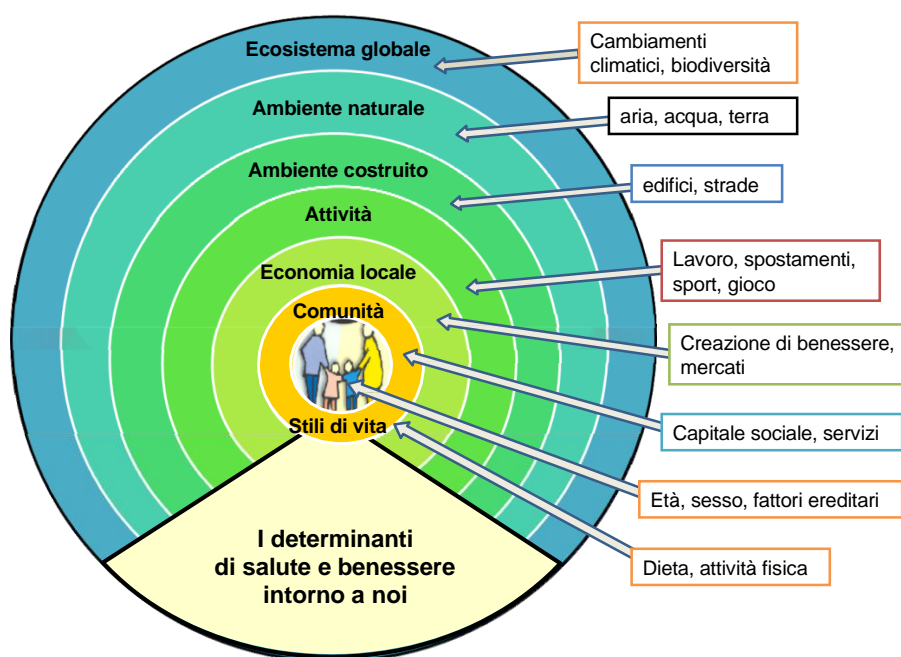 Ecosistema globale
Cambiamenti
climatici, biodiversità
Ambiente naturale
aria, acqua, terra
Ambiente costruito
edifici, strade
Attività
Lavoro, spostamenti,
sport, gioco
Economia locale
Creazione di benessere,
mercati
Comunità
Capitale sociale, servizi
Stili di vita
Età, sesso, fattori ereditari
Dieta, attività fisica
I determinanti
di salute e benessere
intorno a noi